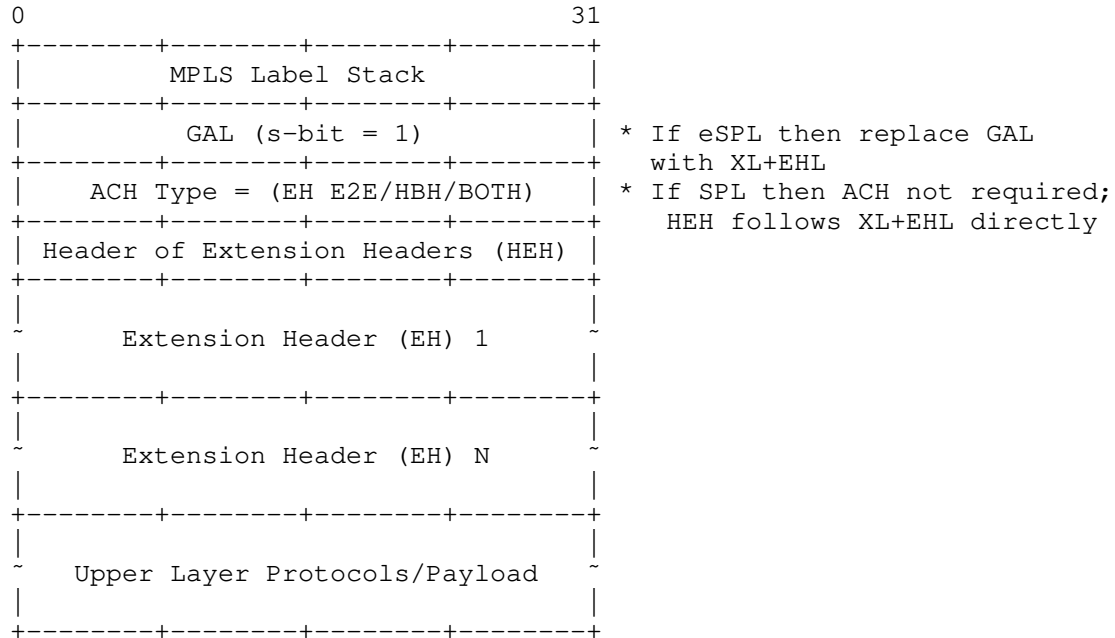 0                                      31
+--------+--------+--------+--------+
|          MPLS Label Stack          |
+--------+--------+--------+--------+
|           GAL (s-bit = 1)          | * If eSPL then replace GAL
+--------+--------+--------+--------+   with XL+EHL
|    ACH Type = (EH E2E/HBH/BOTH)    | * If SPL then ACH not required;
+--------+--------+--------+--------+    HEH follows XL+EHL directly
| Header of Extension Headers (HEH) |
+--------+--------+--------+--------+
|                                    |
~       Extension Header (EH) 1      ~
|                                    |
+--------+--------+--------+--------+
|                                    |
~       Extension Header (EH) N      ~
|                                    |
+--------+--------+--------+--------+
|                                    |
~    Upper Layer Protocols/Payload   ~
|                                    |
+--------+--------+--------+--------+